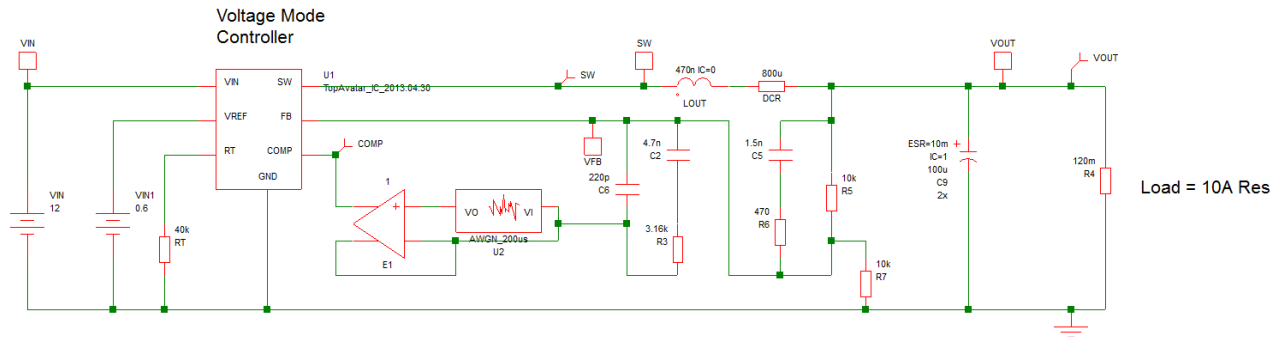 Voltage Mode
Controller
VIN
SW
VOUT
U1
TopAvatar_IC_2013.04.30
VIN
SW
VREF
FB
RT
COMP
GND
SW
470n IC=0
LOUT
800u
DCR
VOUT
COMP
VFB
4.7n
C2
220p
C6
3.16k
R3
1.5n
C5
470
R6
10k
R5
10k
R7
ESR=10m
IC=1
100u
C9
2x
120m
R4
Load = 10A Res
VIN
12
VIN1
0.6
40k
RT
1
E1
VO
VI
AWGN_200us
U2